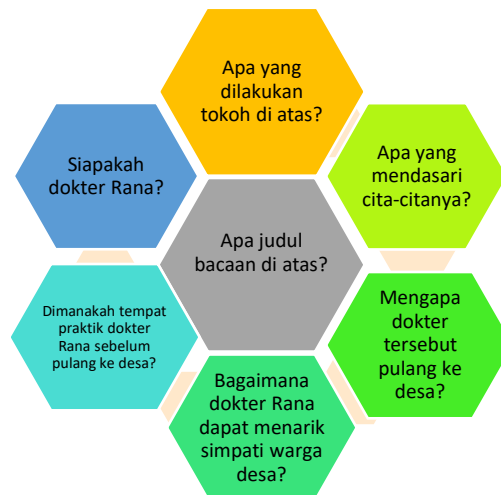 Apa yang
dilakukan
tokoh di atas?
Siapakah
dokter Rana?
Apa yang
mendasari
cita-citanya?
Apa judul
bacaan di atas?
Dimanakah tempat
praktik dokter
Rana sebelum
pulang ke desa?
Mengapa
dokter
tersebut
pulang ke
desa?
Bagaimana
dokter Rana
dapat menarik
simpati warga
desa?